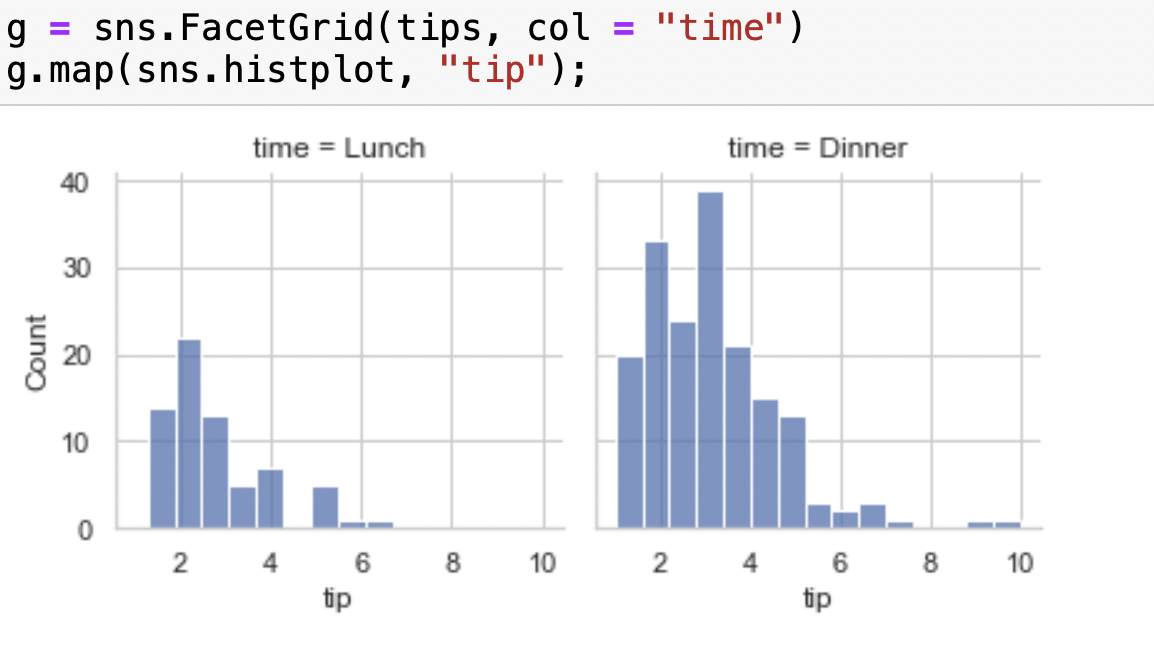 g = sns.FacetGrid(tips, col = "time")
g.map(sns.histplot, "tip");
time = Lunch
time = Dinner
40
30
20
10
0
Count
2 4 6 8 10
2 4 6 8 10
tip
tip